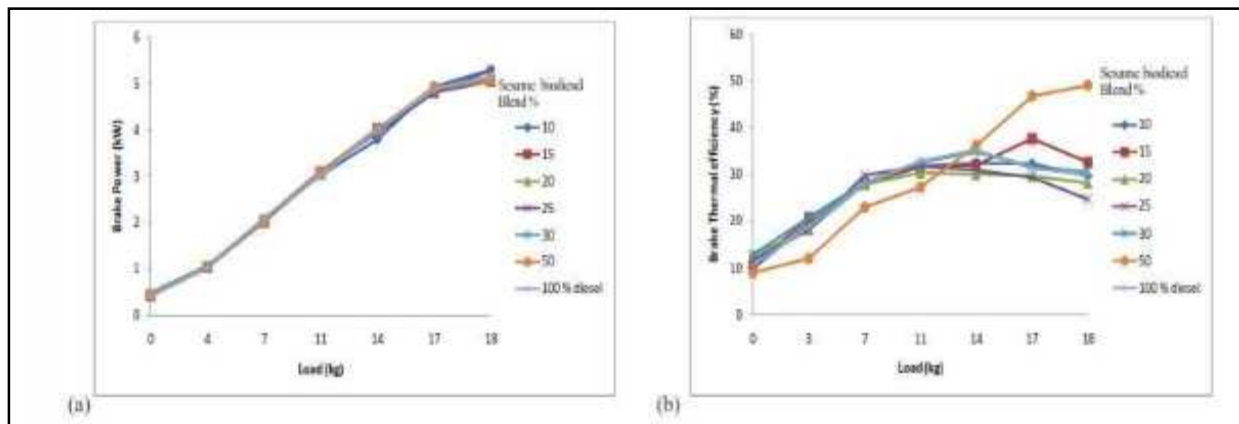 6
5
4
3
2
1
0
Brake Power (kW)
0 4 7 11 14 17 18
Load (kg)
Sesame biodiesel
Blend %
10
15
20
25
30
50
100 % diesel
(a)
60
50
40
30
20
10
0
Brake Thermal efficiency (%)
0 3 7 11 14 17 18
Load (kg)
Sesame biodiesel
Blend %
10
15
20
25
30
50
100 % diesel
(b)